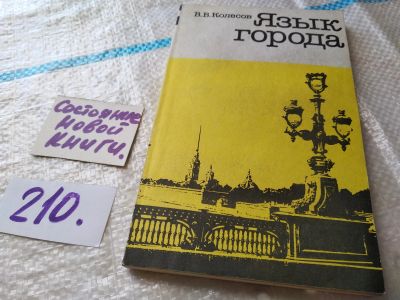 В.В.Колесов
Язык
города
Состояние
новой
книги.
210.